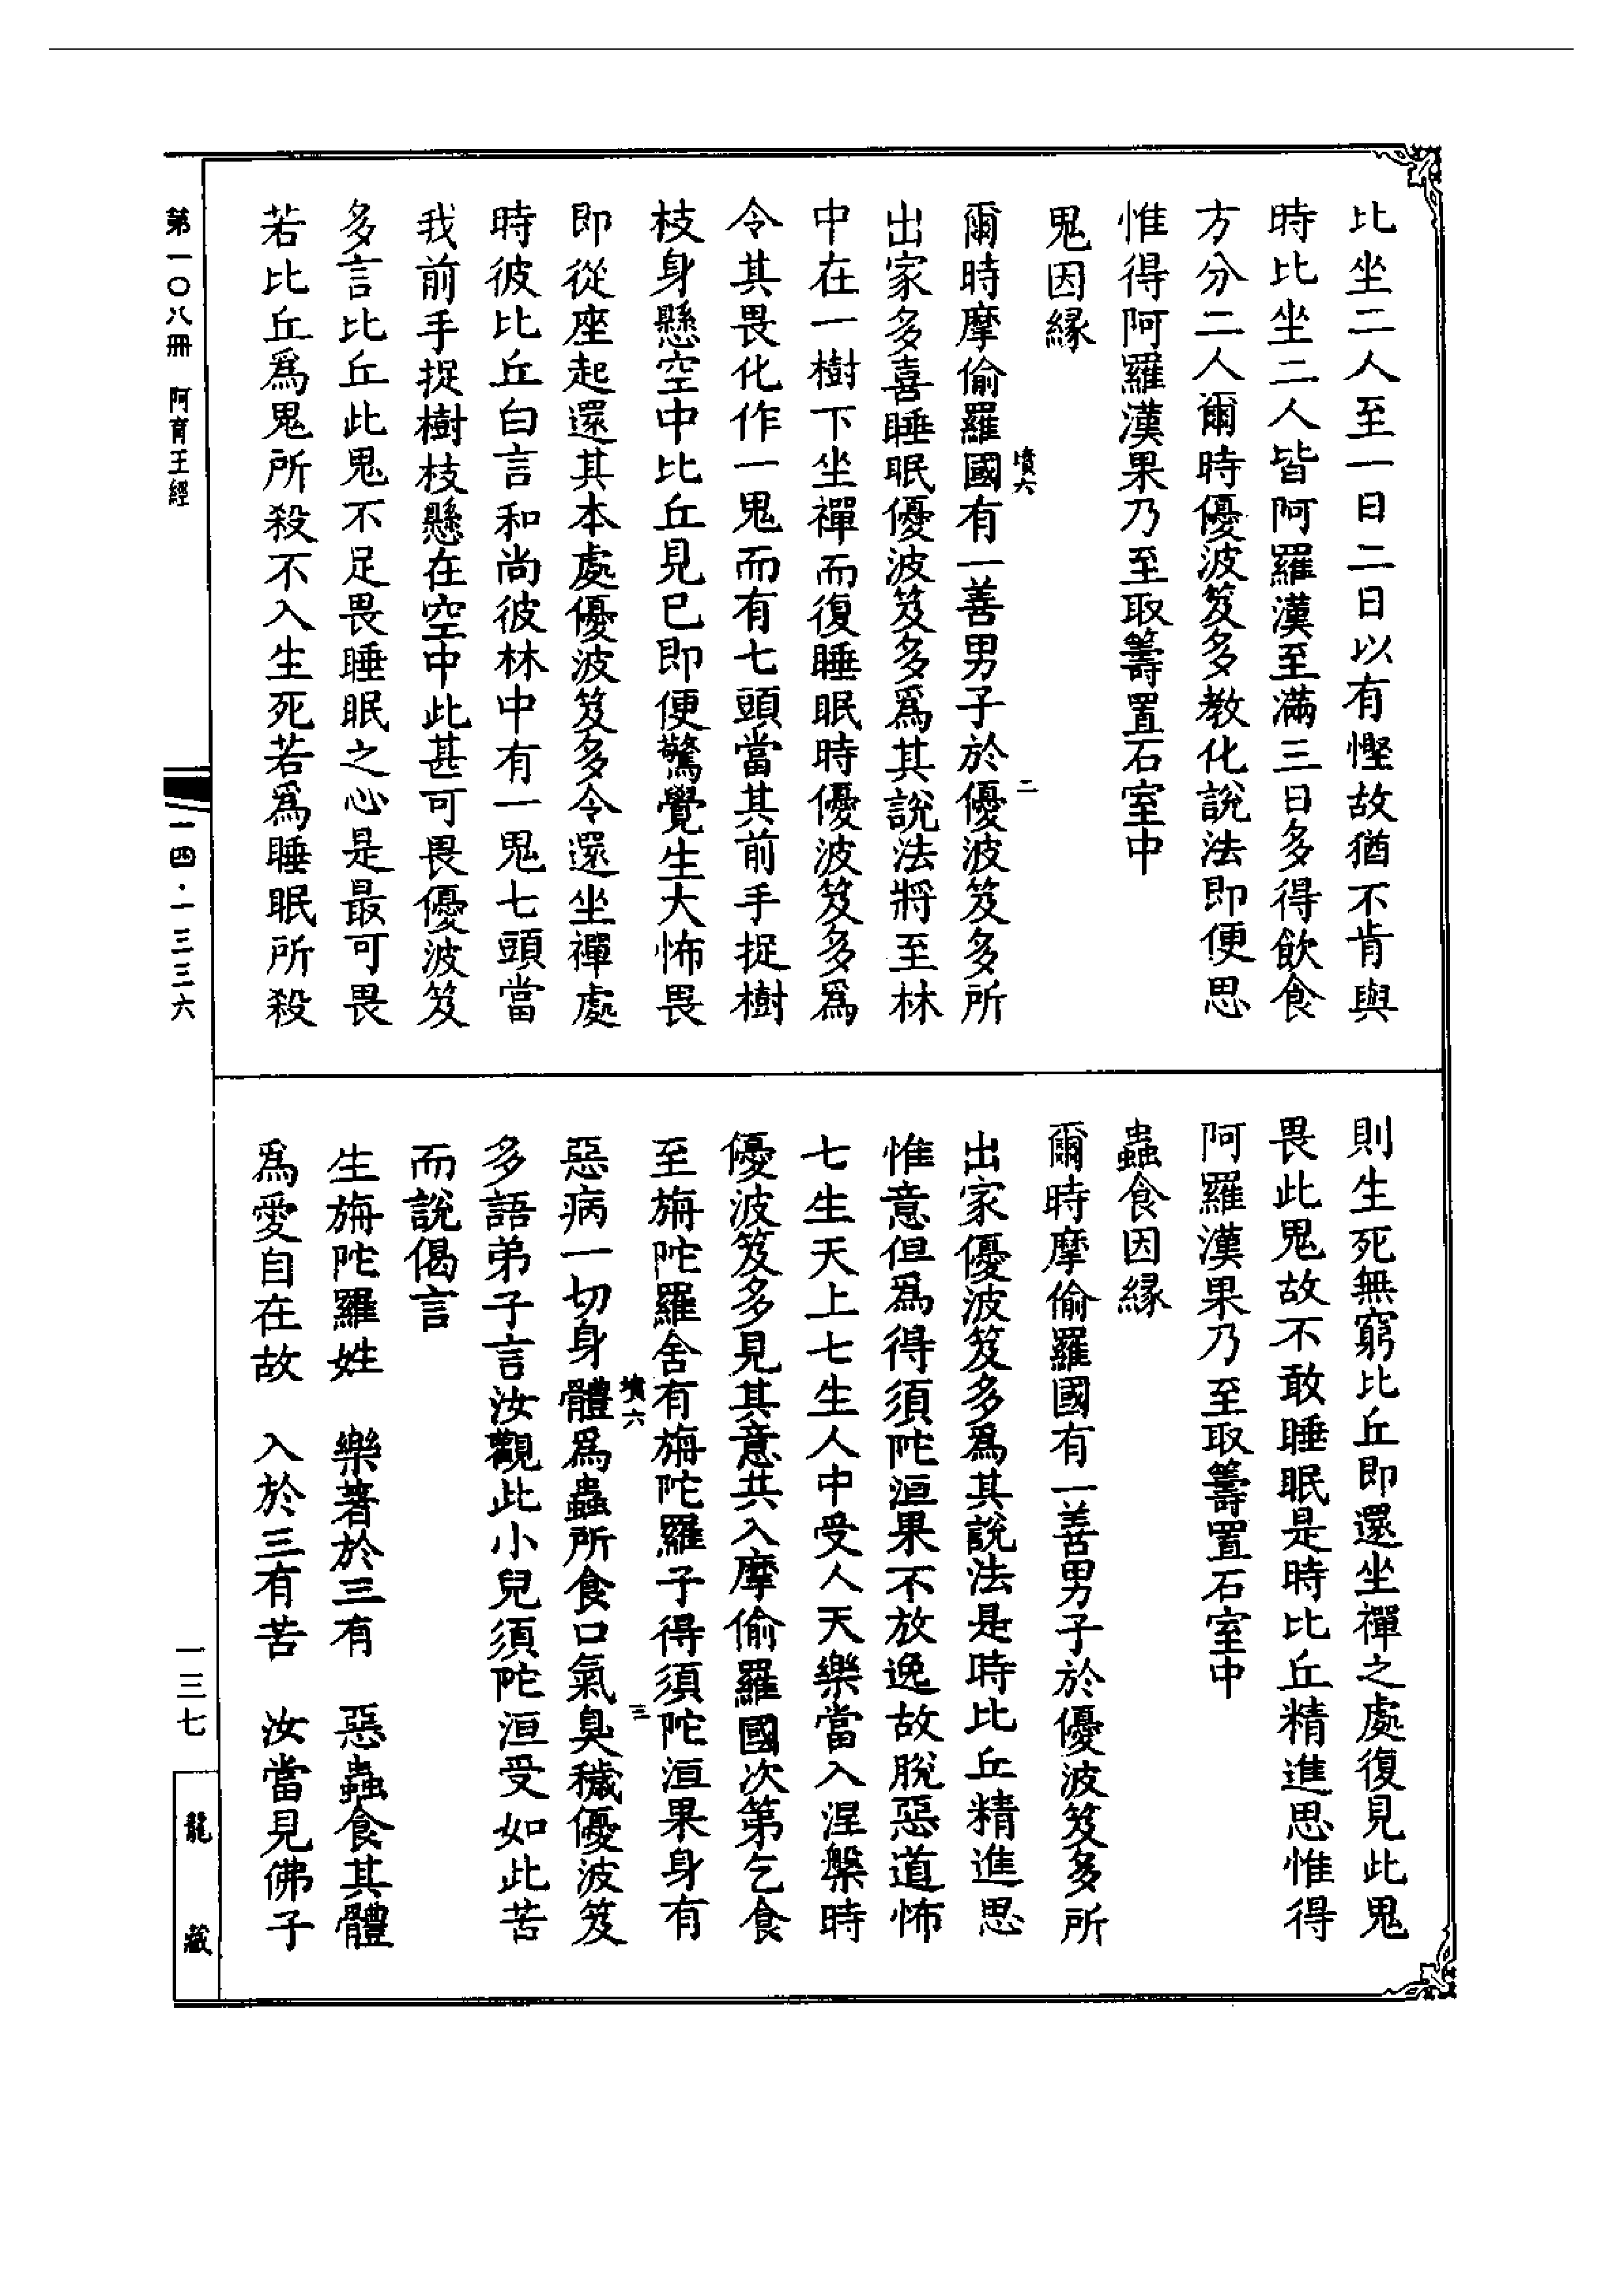 比坐二人至一日二日以有慳故猶不肯與
時比坐二人皆阿羅漢至滿三日多得飲食
方分二人爾時優波笈多教化說法即便思
惟得阿羅漢果乃至取籌置石室中
鬼因緣
爾時摩偷羅國有一善男子於優波笈多所
出家多喜睡眠優波笈多爲其說法將至林
中在一樹下坐禪而復睡眠時優波笈多爲
令其畏化作一鬼而有七頭當其前手捉樹
枝身懸空中比丘見已即便驚覺生大怖畏
即從座起還其本處優波笈多令還坐禪處
時彼比丘白言和尚彼林中有一鬼七頭當
我前手捉樹枝懸在空中此甚可畏優波笈
多言比丘此鬼不足畏睡眠之心是最可畏
若比丘爲鬼所殺不入生死若爲睡眠所殺
則生死無窮比丘即還坐禪之處復見此鬼
畏此鬼故不敢睡眠是時比丘精進思惟得
阿羅漢果乃至取籌置石室中
蟲食因緣
爾時摩偷羅國有一善男子於優波笈多所
出家優波笈多爲其說法是時比丘精進思
惟意但爲得須陀洹果不放逸故脫惡道怖
七生天上七生人中受人天樂當入涅槃時
優波笈多見其意共入摩偷羅國次第乞食
至旃陀羅舍有旃陀羅子得須陀洹果身有
惡病一切身體爲蟲所食口氣臭穢優波笈
多語弟子言汝觀此小兒須陀洹受如此苦
而說偈言
生旃陀羅姓 樂著於三有 惡蟲食其體
爲愛自在故 入於三有苦 汝當見佛子
第一〇八冊 阿育王經
一四·一三三六
一三七
龍藏
二
三